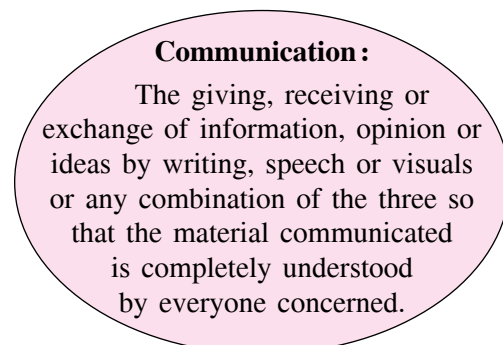 Communication :
The giving, receiving or
exchange of information, opinion or
ideas by writing, speech or visuals
or any combination of the three so
that the material communicated
is completely understood
by everyone concerned.